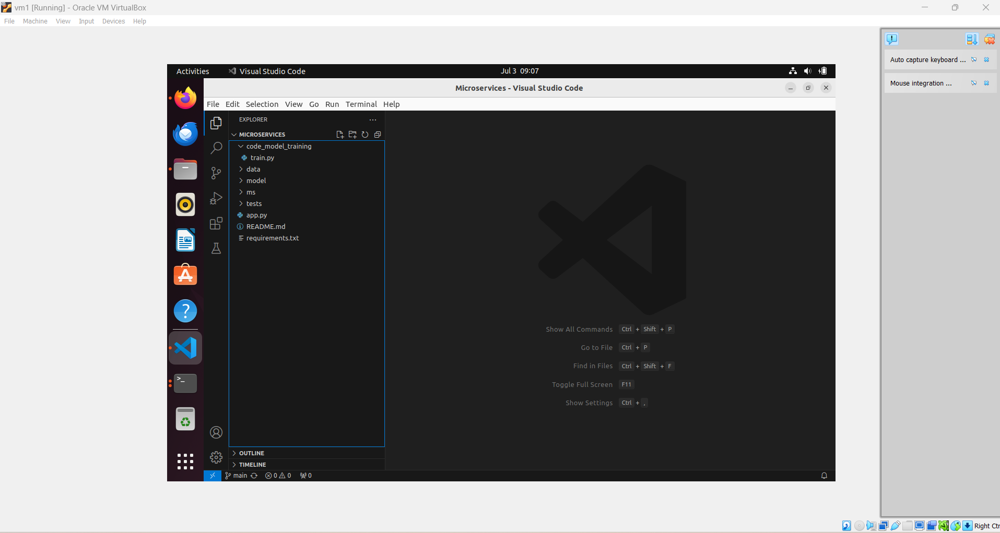 vm1 [Running] - Oracle VM VirtualBox
File Machine View Input Devices Help
Auto capture keyboard ...
Mouse integration ...
Activities Visual Studio Code Jul 3 09:07
Microservices - Visual Studio Code
File Edit Selection View Go Run Terminal Help
EXPLORER
MICROSERVICES
code_model_training
train.py
data
model
ms
tests
app.py
README.md
requirements.txt
Show All Commands Ctrl + Shift + P
Go to File Ctrl + P
Find in Files Ctrl + Shift + F
Toggle Full Screen F11
Show Settings Ctrl + ,
OUTLINE
TIMELINE
main 0 0 0
Right Ctr